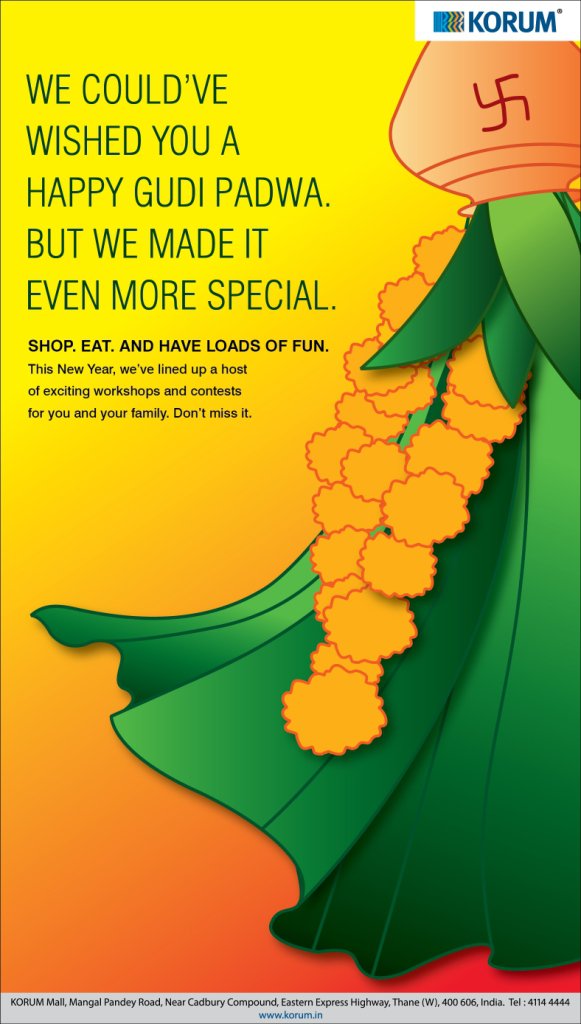 KORUM®
WE COULD'VE
WISHED YOU A
HAPPY GUDI PADWA.
BUT WE MADE IT
EVEN MORE SPECIAL.
SHOP. EAT. AND HAVE LOADS OF FUN.
This New Year, we've lined up a host
of exciting workshops and contests
for you and your family. Don't miss it.
KORUM Mall, Mangal Pandey Road, Near Cadbury Compound, Eastern Express Highway, Thane (W), 400 606, India. Tel : 4114 4444
www.korum.in